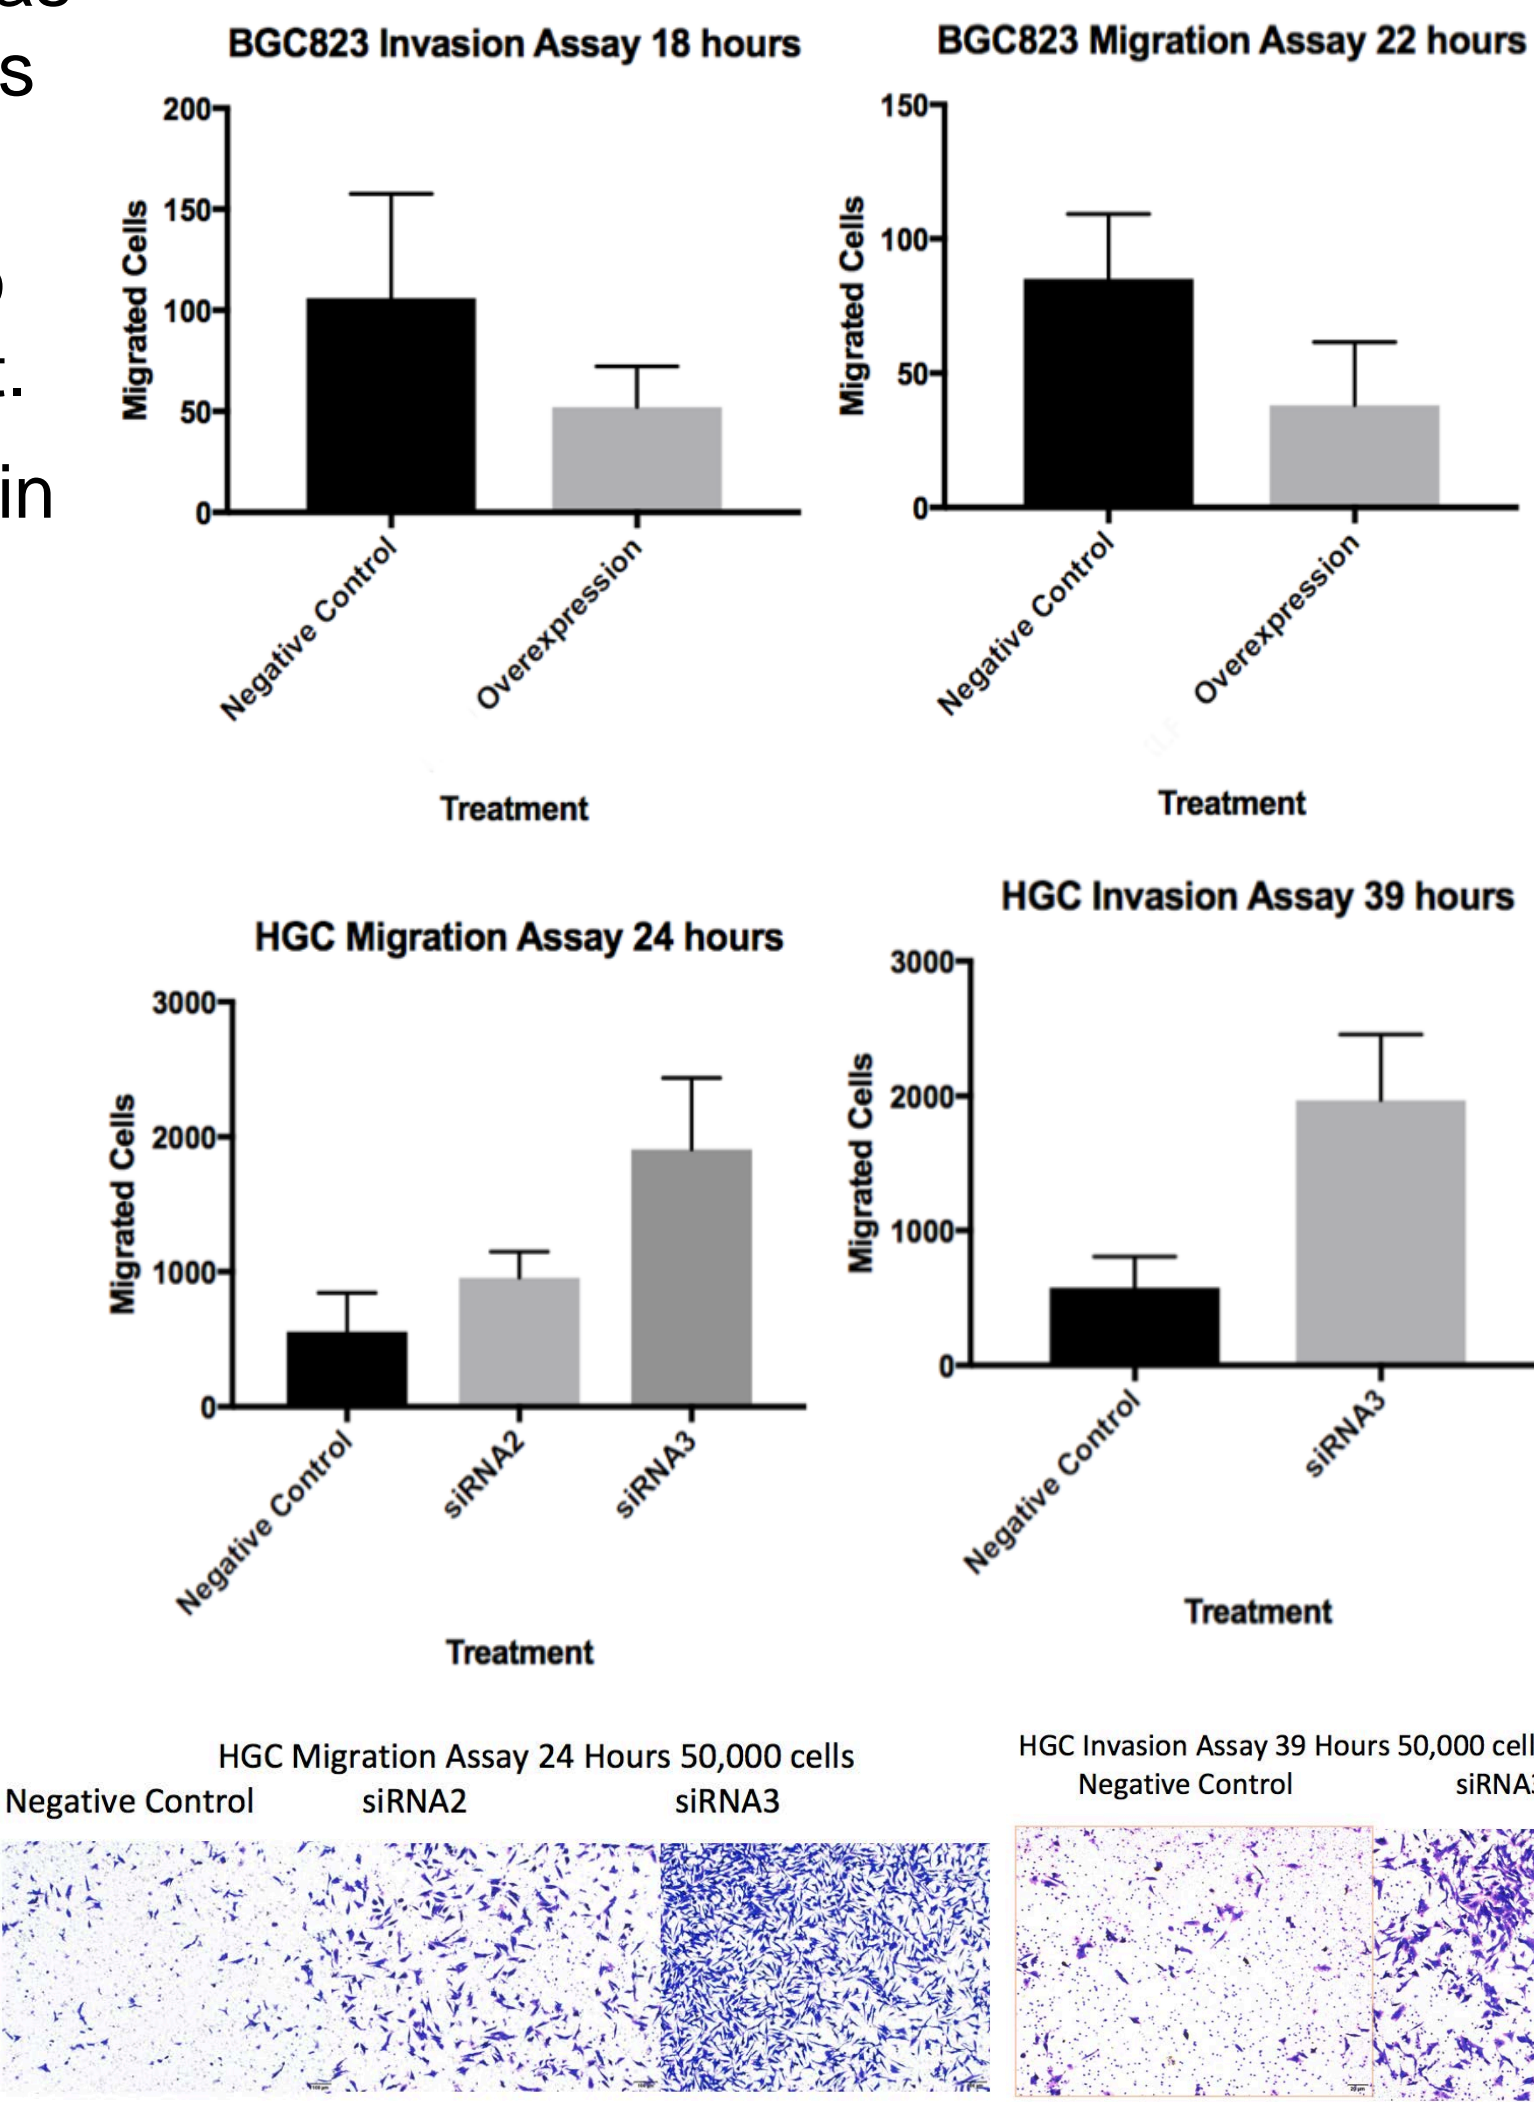 as
s
BGC823 Invasion Assay 18 hours
200
150
100
50
0
Migrated Cells
Negative Control
Overexpression
Treatment
BGC823 Migration Assay 22 hours
150
100
50
0
Migrated Cells
Negative Control
Overexpression
Treatment
t.
in
HGC Migration Assay 24 hours
3000
2000
1000
0
Migrated Cells
Negative Control
siRNA2
siRNA3
Treatment
HGC Invasion Assay 39 hours
3000
2000
1000
0
Migrated Cells
Negative Control
siRNA3
Treatment
HGC Migration Assay 24 Hours 50,000 cells
Negative Control siRNA2 siRNA3
HGC Invasion Assay 39 Hours 50,000 cell
Negative Control siRNA3